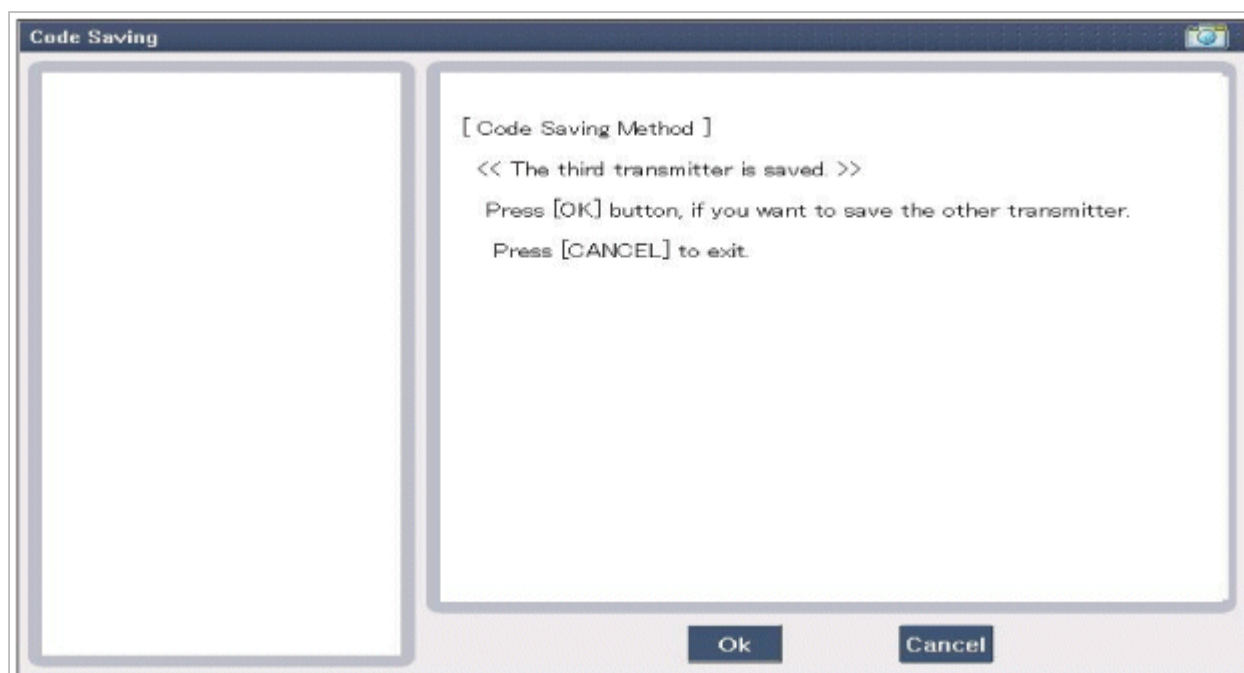 Code Saving
[ Code Saving Method ]
<< The third transmitter is saved. >>
Press [OK] button, if you want to save the other transmitter.
Press [CANCEL] to exit.
Ok
Cancel